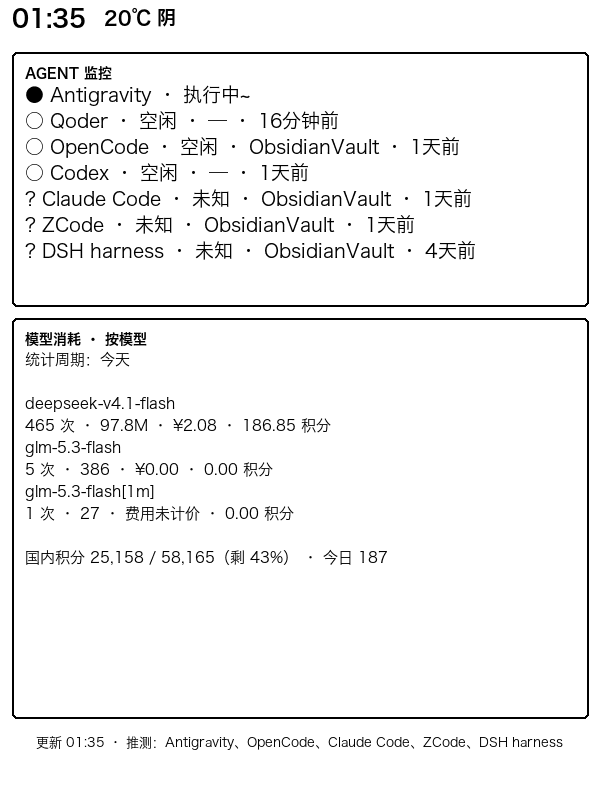 01:35 20℃ 阴
AGENT 监控
● Antigravity · 执行中~
○ Qoder · 空闲 · — · 16分钟前
○ OpenCode · 空闲 · ObsidianVault · 1天前
○ Codex · 空闲 · — · 1天前
? Claude Code · 未知 · ObsidianVault · 1天前
? ZCode · 未知 · ObsidianVault · 1天前
? DSH harness · 未知 · ObsidianVault · 4天前
模型消耗 · 按模型
统计周期：今天
deepseek-v4.1-flash
465 次 · 97.8M · ¥2.08 · 186.85 积分
glm-5.3-flash
5 次 · 386 · ¥0.00 · 0.00 积分
glm-5.3-flash[1m]
1 次 · 27 · 费用未计价 · 0.00 积分
国内积分 25,158 / 58,165（剩 43%） · 今日 187
更新 01:35 · 推测：Antigravity、OpenCode、Claude Code、ZCode、DSH harness